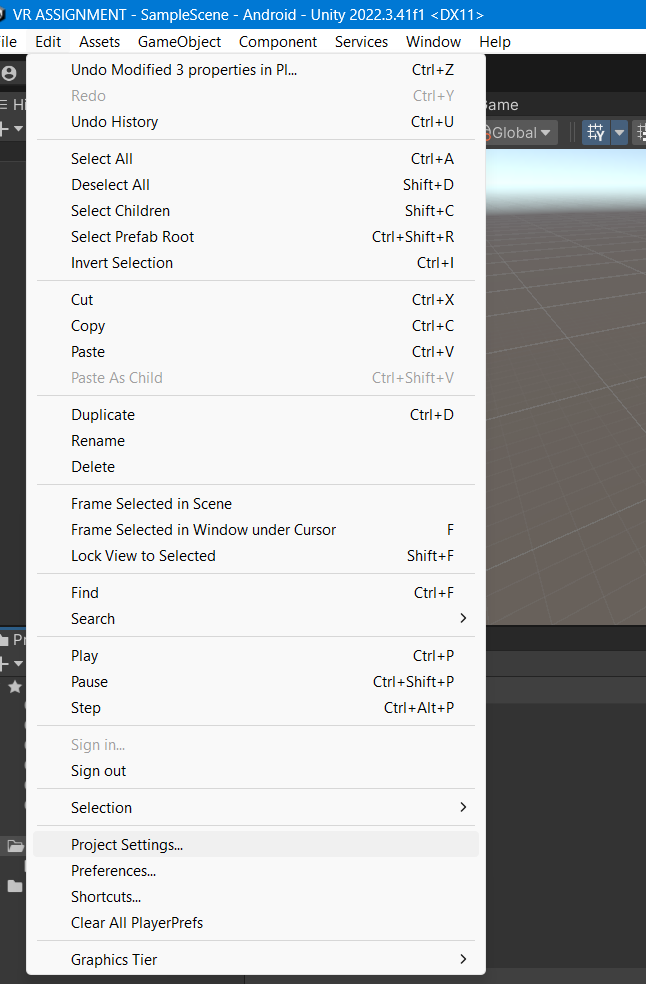 VR ASSIGNMENT - SampleScene - Android - Unity 2022.3.41f1 <DX11>
ile Edit Assets GameObject Component Services Window Help
Undo Modified 3 properties in Pl... Ctrl+Z
Redo Ctrl+Y
Undo History Ctrl+U
Hi
ame
Global
Select All Ctrl+A
Deselect All Shift+D
Select Children Shift+C
Select Prefab Root Ctrl+Shift+R
Invert Selection Ctrl+I
Cut Ctrl+X
Copy Ctrl+C
Paste Ctrl+V
Paste As Child Ctrl+Shift+V
Duplicate Ctrl+D
Rename
Delete
Frame Selected in Scene
Frame Selected in Window under Cursor F
Lock View to Selected Shift+F
Find Ctrl+F
Search
Pr
Play Ctrl+P
Pause Ctrl+Shift+P
Step Ctrl+Alt+P
Sign in...
Sign out
Selection
Project Settings...
Preferences...
Shortcuts...
Clear All PlayerPrefs
Graphics Tier